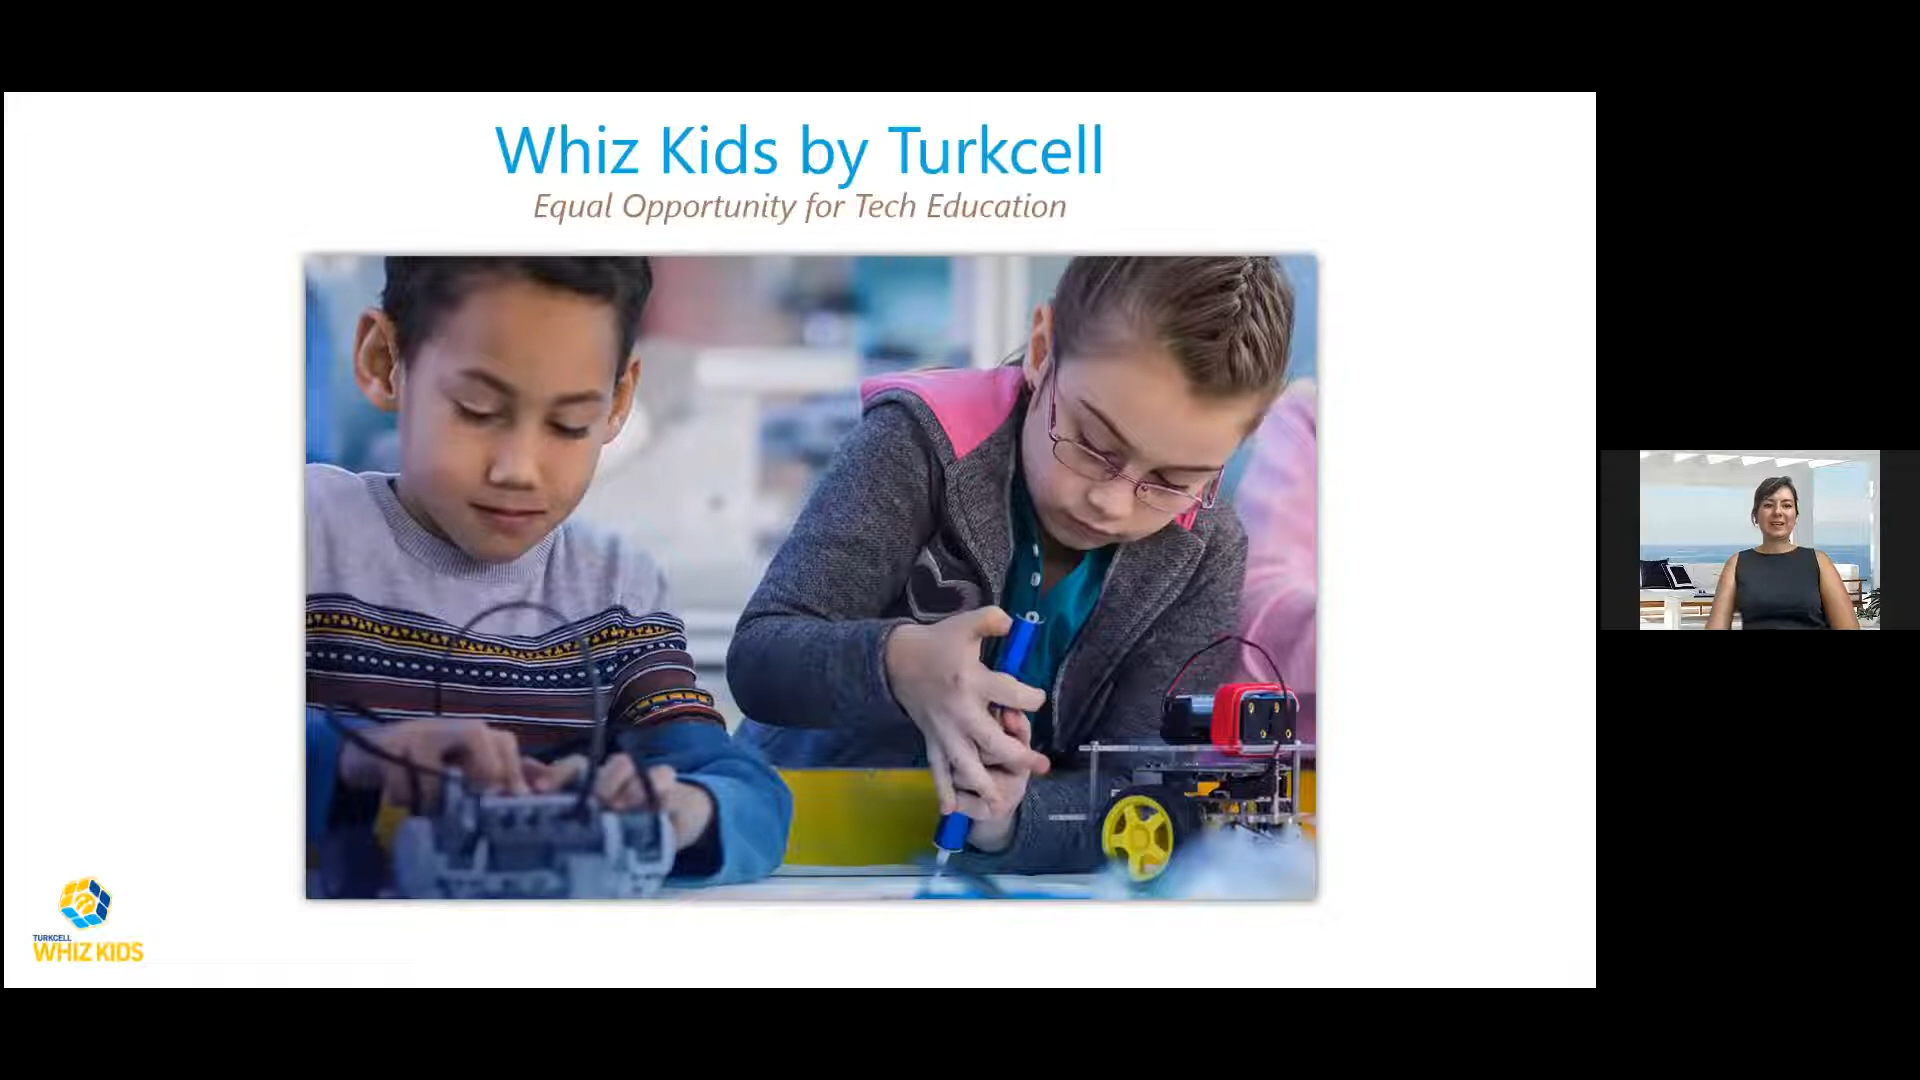 Whiz Kids by Turkcell
Equal Opportunity for Tech Education
TURKCELL
WHIZ KIDS